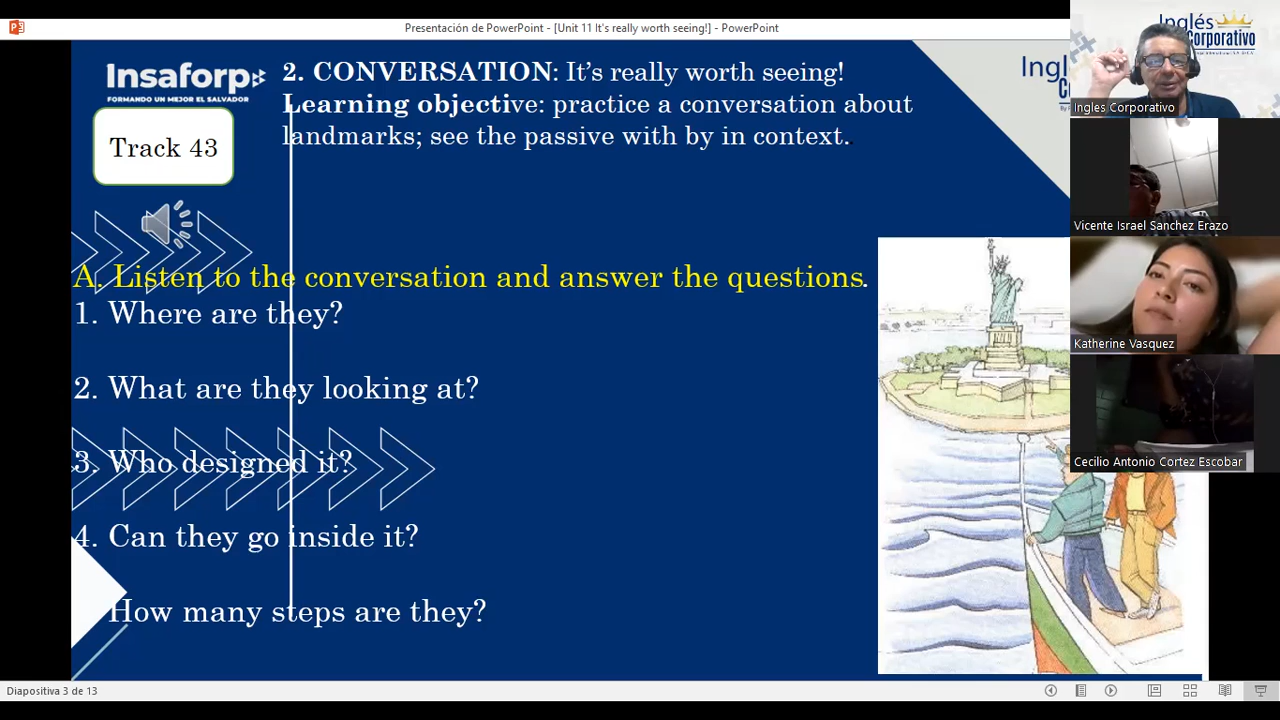 Presentación de PowerPoint - [Unit 11 It's really worth seeing!] - PowerPoint
Insaforp
FORMANDO UN MEJOR EL SALVADOR
2. CONVERSATION: It's really worth seeing!
Learning objective: practice a conversation about
landmarks; see the passive with by in context.
Track 43
A. Listen to the conversation and answer the questions.
1. Where are they?
2. What are they looking at?
3. Who designed it?
4. Can they go inside it?
How many steps are they?
Inglés
Corporativo
Ingles Corporativo
Vicente Israel Sanchez Erazo
Katherine Vasquez
Cecilio Antonio Cortez Escobar
Diapositiva 3 de 13